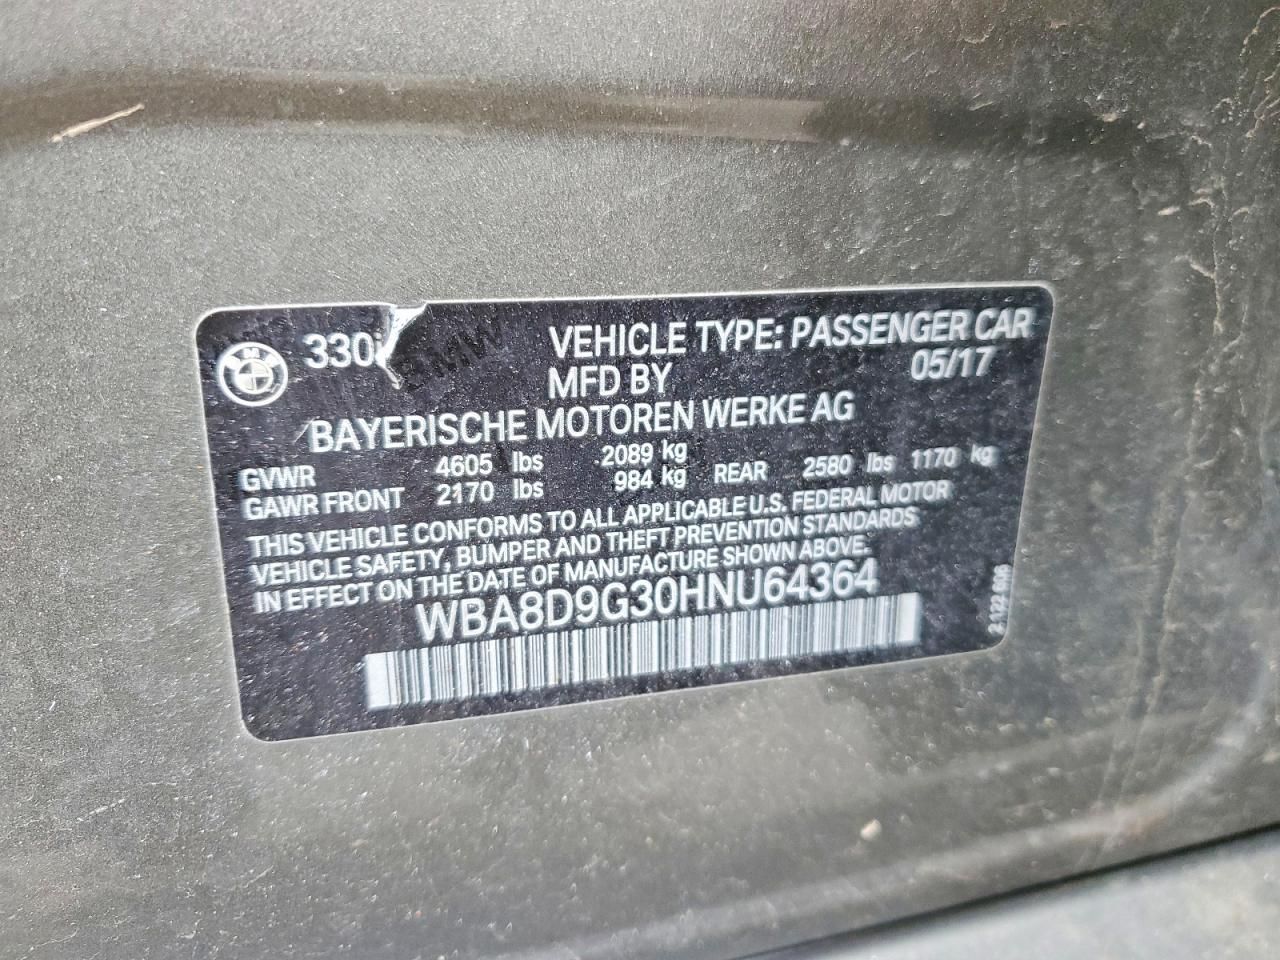 330i
VEHICLE TYPE: PASSENGER CAR
MFD BY 05/17
BAYERISCHE MOTOREN WERKE AG
GVWR 4605 lbs 2089 kg
GAWR FRONT 2170 lbs 984 kg REAR 2580 lbs 1170 kg
THIS VEHICLE CONFORMS TO ALL APPLICABLE U.S. FEDERAL MOTOR
VEHICLE SAFETY, BUMPER AND THEFT PREVENTION STANDARDS
IN EFFECT ON THE DATE OF MANUFACTURE SHOWN ABOVE.
WBA8D9G30HNU64364
BMW